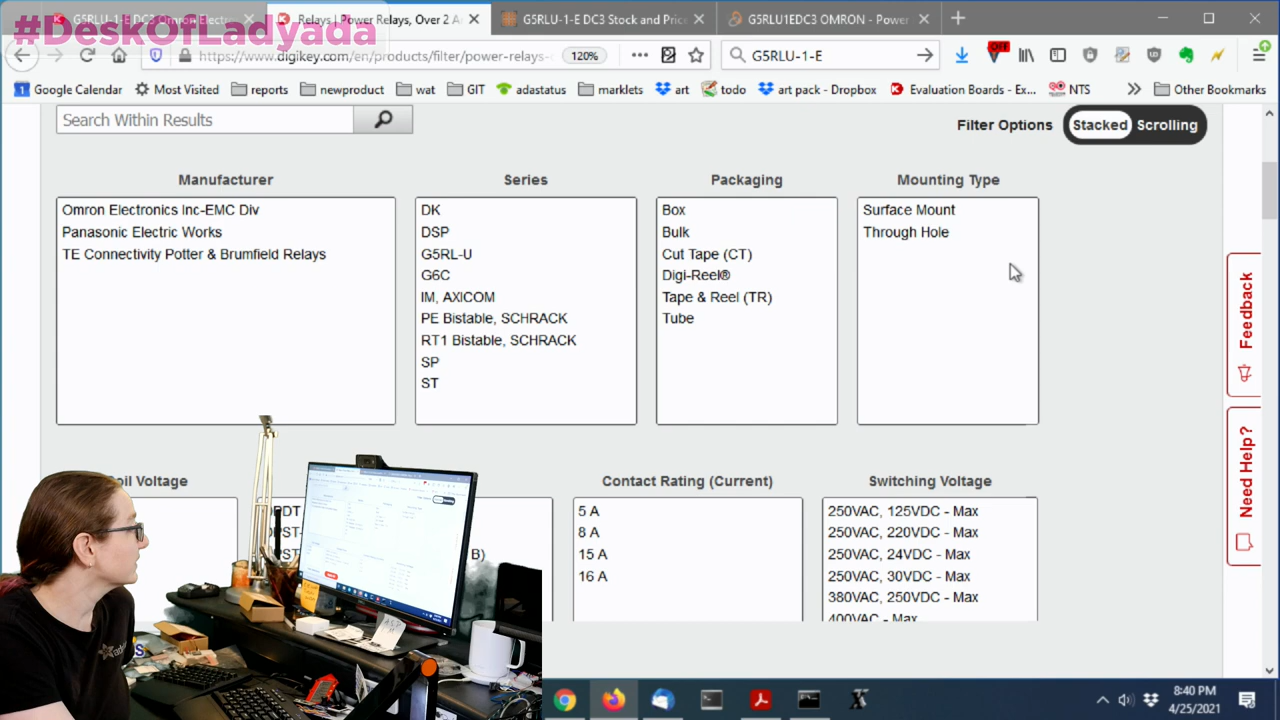 #DeskOfLadyada
G5RLU-1-E DC3 Omron Electr
Relays | Power Relays, Over 2 A
G5RLU-1-E DC3 Stock and Pric
G5RLU1EDC3 OMRON - Power
https://www.digikey.com/en/products/filter/power-relays-
120%
G5RLU-1-E
OFF
Google Calendar
Most Visited
reports
newproduct
wat
GIT
adastatus
marklets
art
todo
art pack - Dropbox
Evaluation Boards - Ex...
NTS
Other Bookmarks
Search Within Results
Filter Options
Stacked
Scrolling
Manufacturer
Omron Electronics Inc-EMC Div
Panasonic Electric Works
TE Connectivity Potter & Brumfield Relays
Series
DK
DSP
G5RL-U
G6C
IM, AXICOM
PE Bistable, SCHRACK
RT1 Bistable, SCHRACK
SP
ST
Packaging
Box
Bulk
Cut Tape (CT)
Digi-Reel®
Tape & Reel (TR)
Tube
Mounting Type
Surface Mount
Through Hole
Feedback
Need Help?
Coil Voltage
B)
Contact Rating (Current)
5 A
8 A
15 A
16 A
Switching Voltage
250VAC, 125VDC - Max
250VAC, 220VDC - Max
250VAC, 24VDC - Max
250VAC, 30VDC - Max
380VAC, 250VDC - Max
400VAC - Max
8:40 PM
4/25/2021